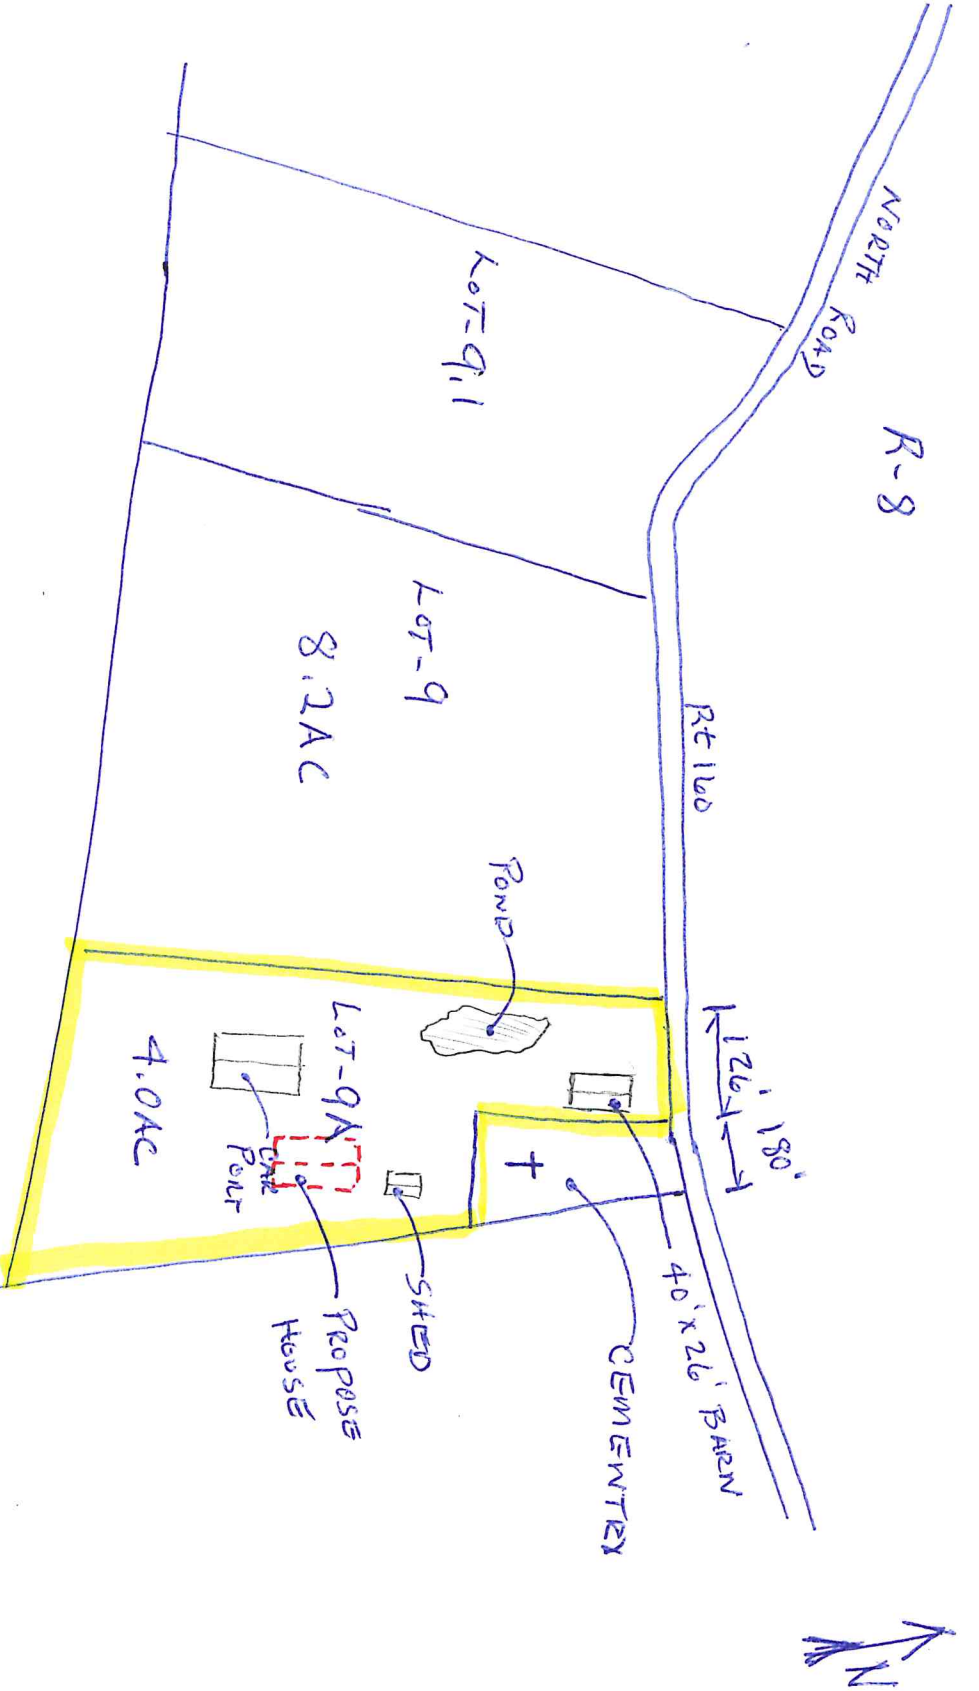 NORTH ROAD
R-8
Rt 160
126'
180'
LOT-9.1
LOT-9
8.2AC
POND
40'x26' BARN
CEMENTRY
LOT-9A
4.0AC
CAR
PORT
SHED
PROPOSE
HOUSE
N